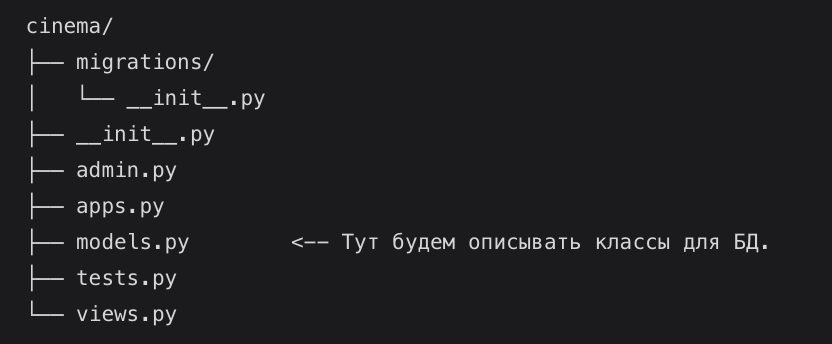 cinema/
├── migrations/
│   └── __init__.py
├── __init__.py
├── admin.py
├── apps.py
├── models.py        <-- Тут будем описывать классы для БД.
├── tests.py
└── views.py